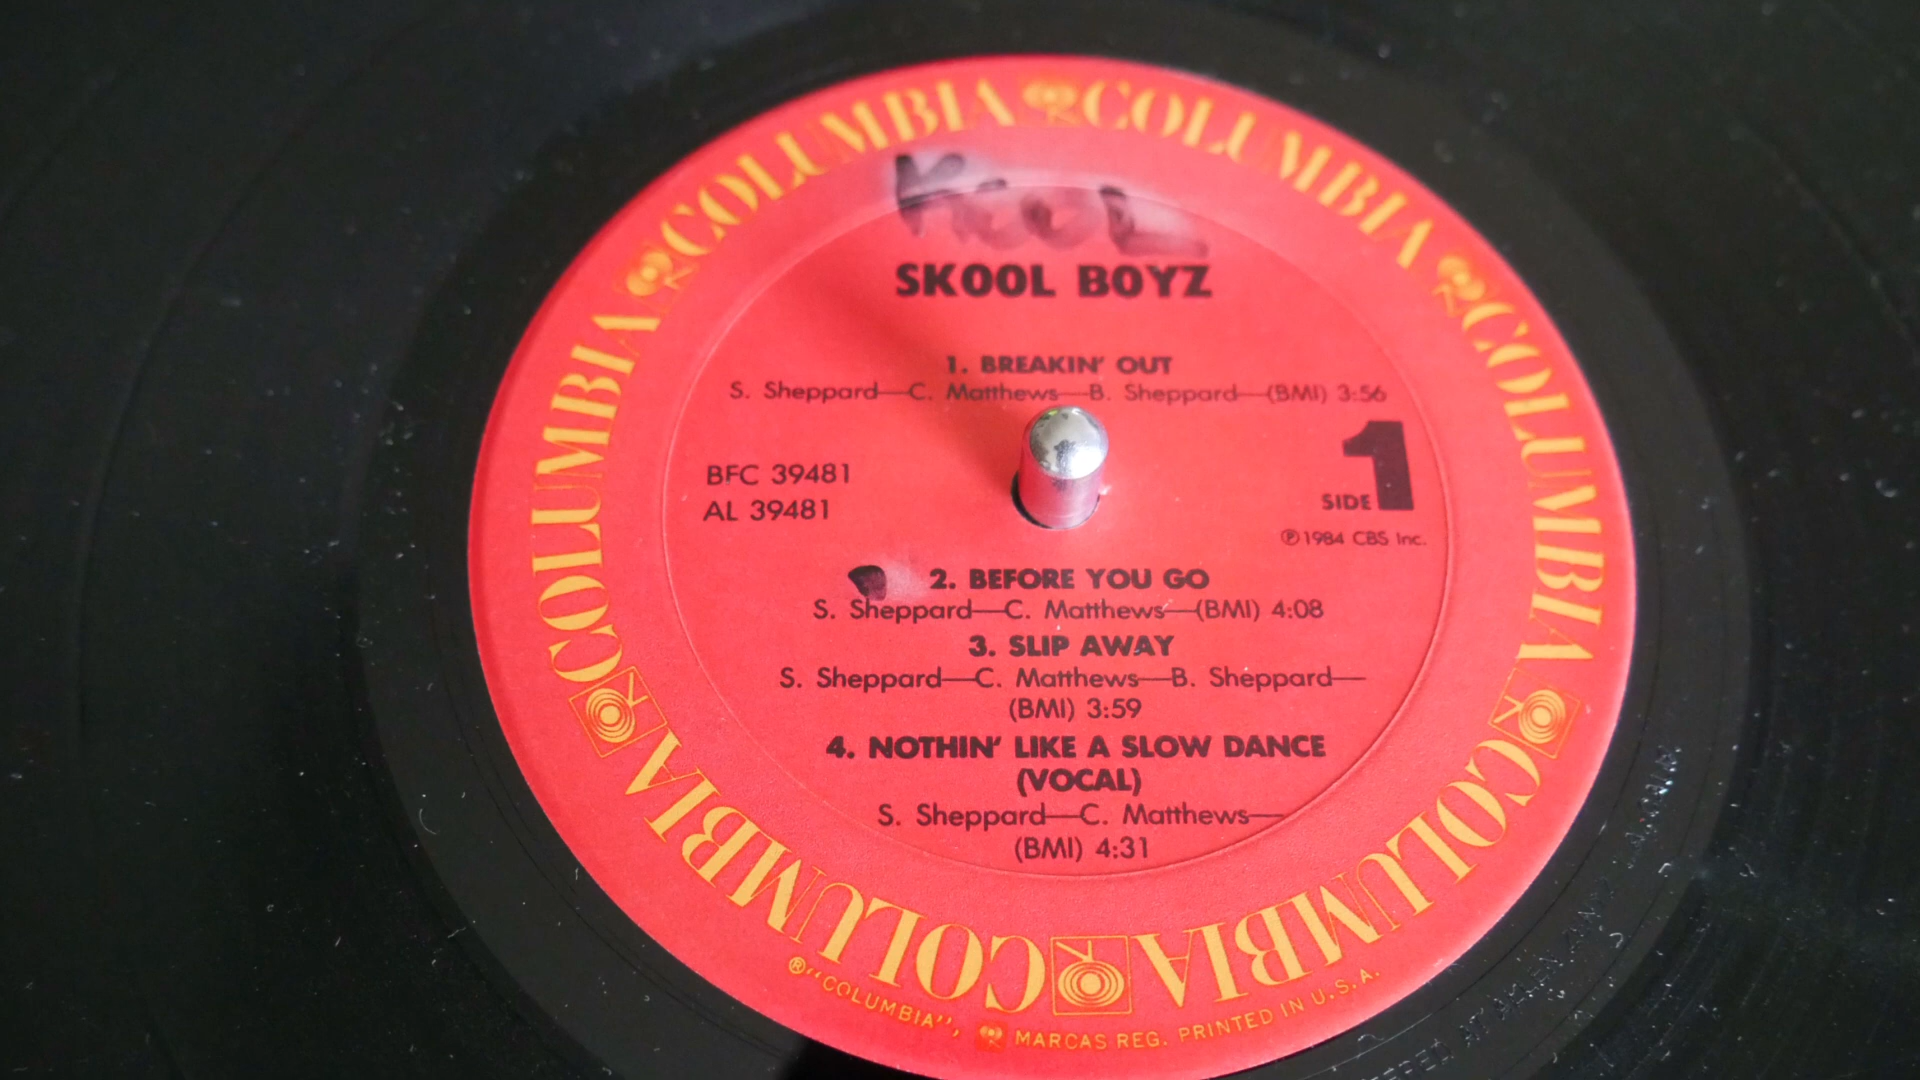 COLUMBIA COLUMBIA COLUMBIA COLUMBIA COLUMBIA COLUMBIA COLUMBIA COLUMBIA
SKOOL BOYZ
1. BREAKIN' OUT
S. Sheppard—C. Matthews—B. Sheppard—(BMI) 3:56
BFC 39481
AL 39481
SIDE 1
℗1984 CBS Inc.
2. BEFORE YOU GO
S. Sheppard—C. Matthews—(BMI) 4:08
3. SLIP AWAY
S. Sheppard—C. Matthews—B. Sheppard—
(BMI) 3:59
4. NOTHIN' LIKE A SLOW DANCE
(VOCAL)
S. Sheppard—C. Matthews—
(BMI) 4:31
®"COLUMBIA", MARCAS REG. PRINTED IN U.S.A.